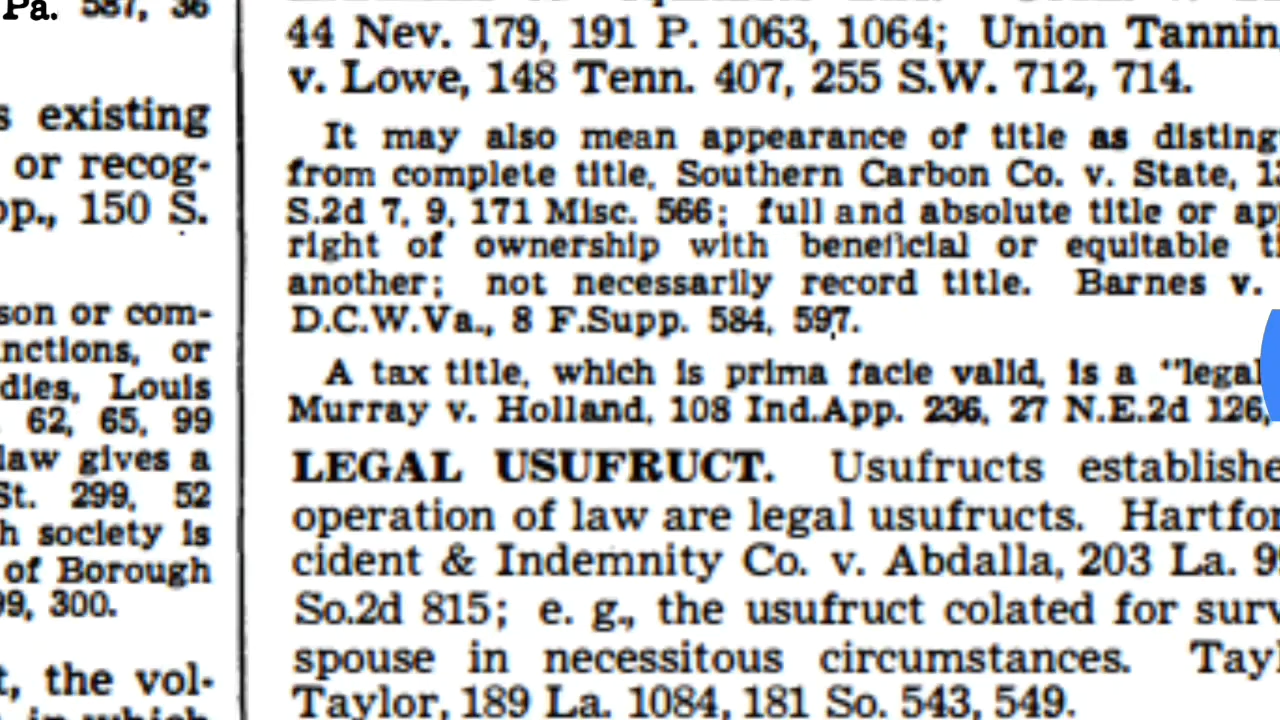 Pa. 587, 36
existing
or recog-
150 S.
son or com-
or
Louis
62, 65, 99
law gives a
St. 299, 52
society is
of Borough
99, 300.
the vol-
in which
44 Nev. 179, 191 P. 1063, 1064; Union Tannin
v. Lowe, 148 Tenn. 407, 255 S.W. 712, 714.
It may also mean appearance of title as disting
from complete title, Southern Carbon Co. v. State,
S.2d 7, 9, 171 Misc. 566; full and absolute title or
right of ownership with beneficial or equitable
another; not necessarily record title. Barnes v.
D.C.W.Va., 8 F.Supp. 584, 597.
A tax title, which is prima facie valid, is a "legal
Murray v. Holland, 108 Ind.App. 236, 27 N.E.2d 126,
LEGAL USUFRUCT. Usufructs establishe
operation of law are legal usufructs. Hartfor
cident & Indemnity Co. v. Abdalla, 203 La.
So.2d 815; e. g., the usufruct colated for surv
spouse in necessitous circumstances. Tayl
Taylor, 189 La. 1084, 181 So. 543, 549.